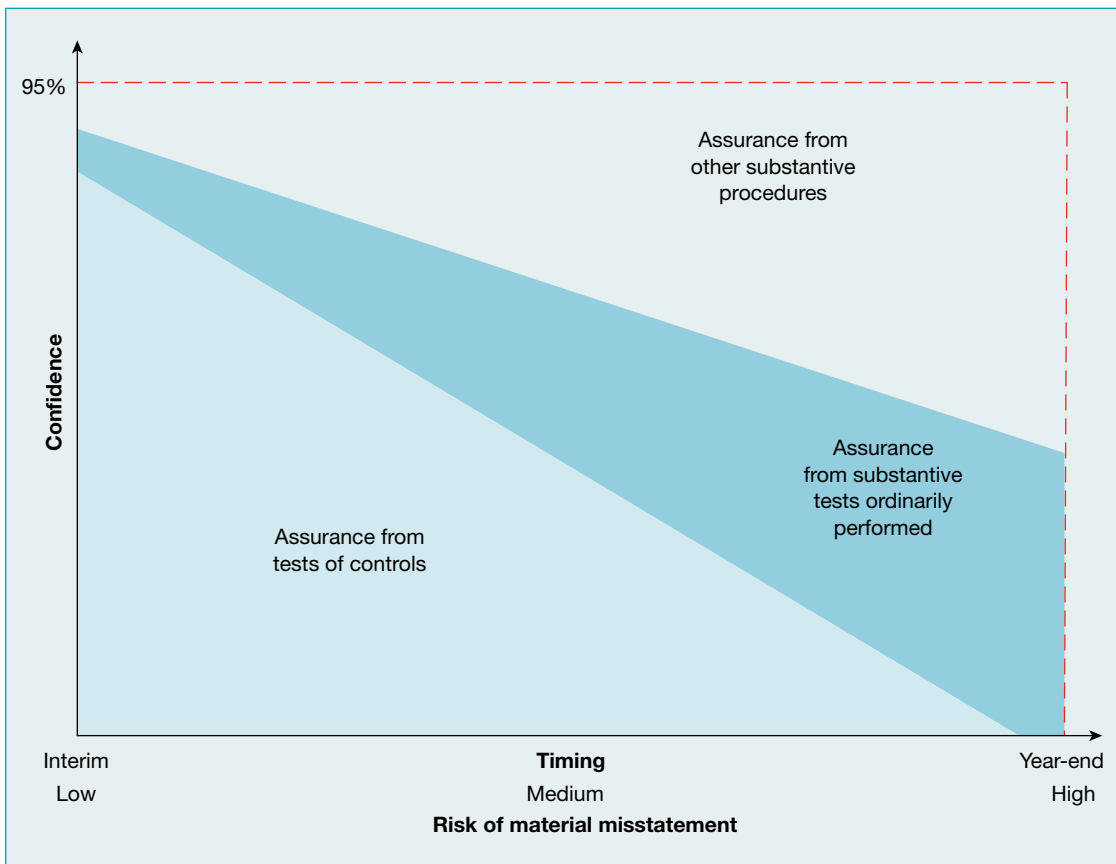 95%
Assurance from
other substantive
procedures
Confidence
Assurance
from substantive
tests ordinarily
performed
Assurance from
tests of controls
Interim
Timing
Year-end
Low
Medium
High
Risk of material misstatement